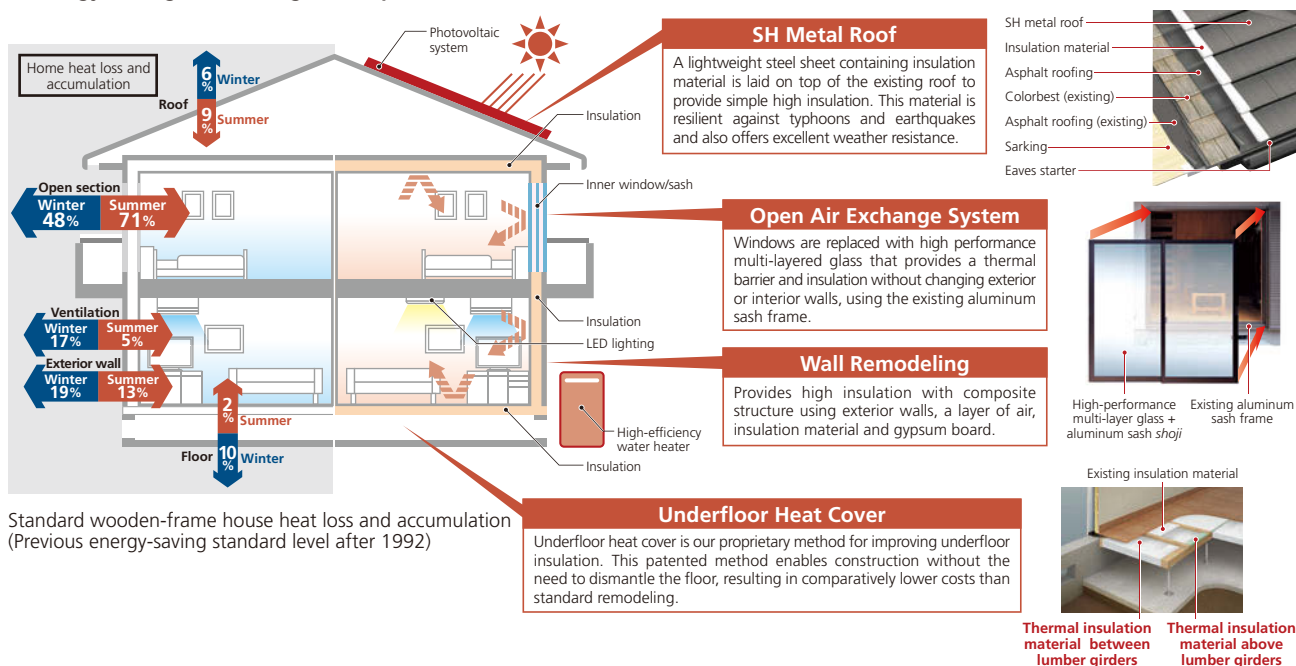 Home heat loss and
accumulation
6
%
Winter
Roof
9
%
Summer
Open section
Winter
48%
Summer
71%
Ventilation
Winter
17%
Summer
5%
Exterior wall
Winter
19%
Summer
13%
2
%
Summer
Floor
10
%
Winter
Photovoltaic
system
Insulation
Inner window/sash
Insulation
LED lighting
High-efficiency
water heater
Insulation
Standard wooden-frame house heat loss and accumulation
(Previous energy-saving standard level after 1992)
SH Metal Roof
A lightweight steel sheet containing insulation
material is laid on top of the existing roof to
provide simple high insulation. This material is
resilient against typhoons and earthquakes
and also offers excellent weather resistance.
Open Air Exchange System
Windows are replaced with high performance
multi-layered glass that provides a thermal
barrier and insulation without changing exterior
or interior walls, using the existing aluminum
sash frame.
Wall Remodeling
Provides high insulation with composite
structure using exterior walls, a layer of air,
insulation material and gypsum board.
Underfloor Heat Cover
Underfloor heat cover is our proprietary method for improving underfloor
insulation. This patented method enables construction without the
need to dismantle the floor, resulting in comparatively lower costs than
standard remodeling.
SH metal roof
Insulation material
Asphalt roofing
Colorbest (existing)
Asphalt roofing (existing)
Sarking
Eaves starter
High-performance
multi-layer glass +
aluminum sash shoji
Existing aluminum
sash frame
Existing insulation material
Thermal insulation
material between
lumber girders
Thermal insulation
material above
lumber girders